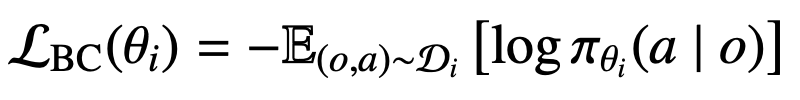 ℒ_BC(θ_i) = −𝔼_(o,a)∼𝒟_i [log π_θ_i(a | o)]